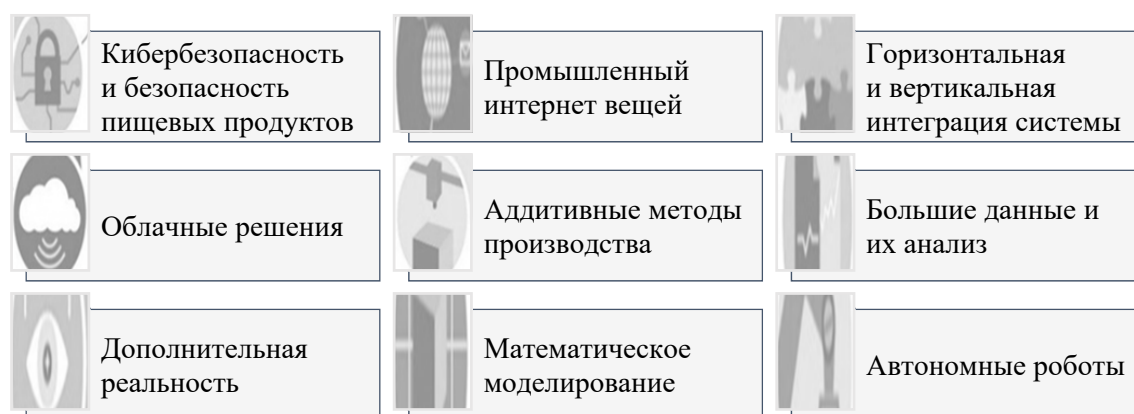 Кибербезопасность
и безопасность
пищевых продуктов
Промышленный
интернет вещей
Горизонтальная
и вертикальная
интеграция системы
Облачные решения
Аддитивные методы
производства
Большие данные и
их анализ
Дополнительная
реальность
Математическое
моделирование
Автономные роботы